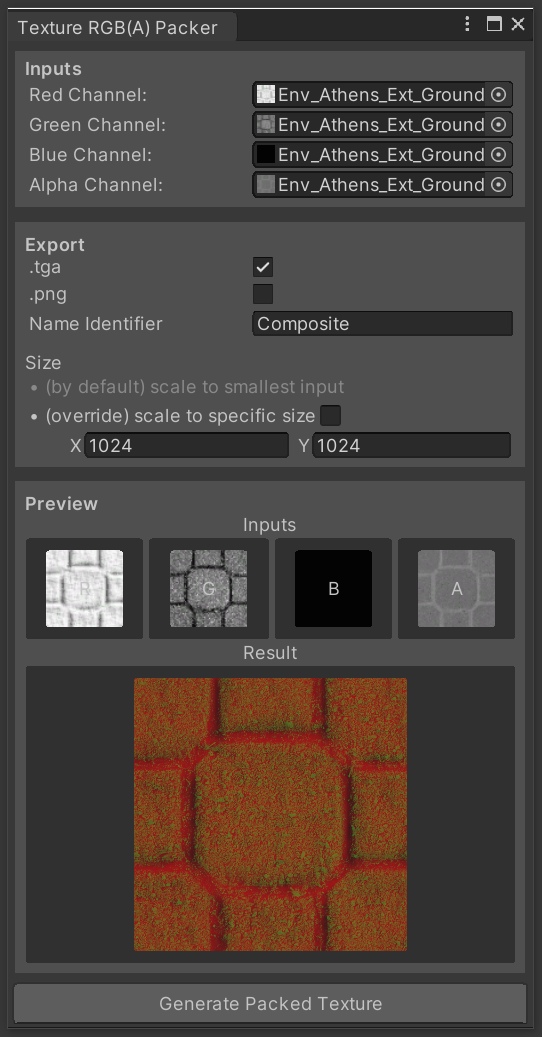 Texture RGB(A) Packer
Inputs
Red Channel: Env_Athens_Ext_Ground
Green Channel: Env_Athens_Ext_Ground
Blue Channel: Env_Athens_Ext_Ground
Alpha Channel: Env_Athens_Ext_Ground
Export
.tga
.png
Name Identifier Composite
Size
• (by default) scale to smallest input
• (override) scale to specific size
X 1024 Y 1024
Preview
Inputs
R G B A
Result
Generate Packed Texture